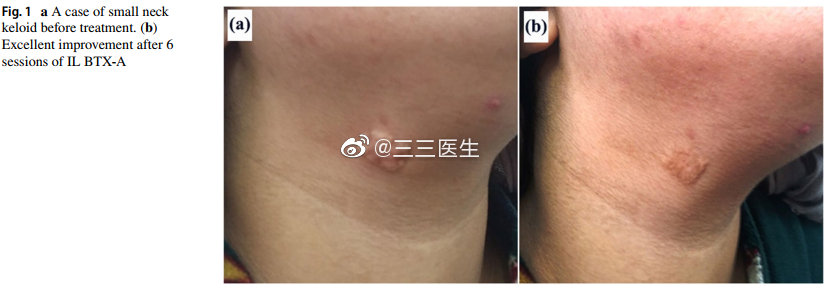 Fig. 1 a A case of small neck
keloid before treatment. (b)
Excellent improvement after 6
sessions of IL BTX-A
(a)
(b)
@三三医生